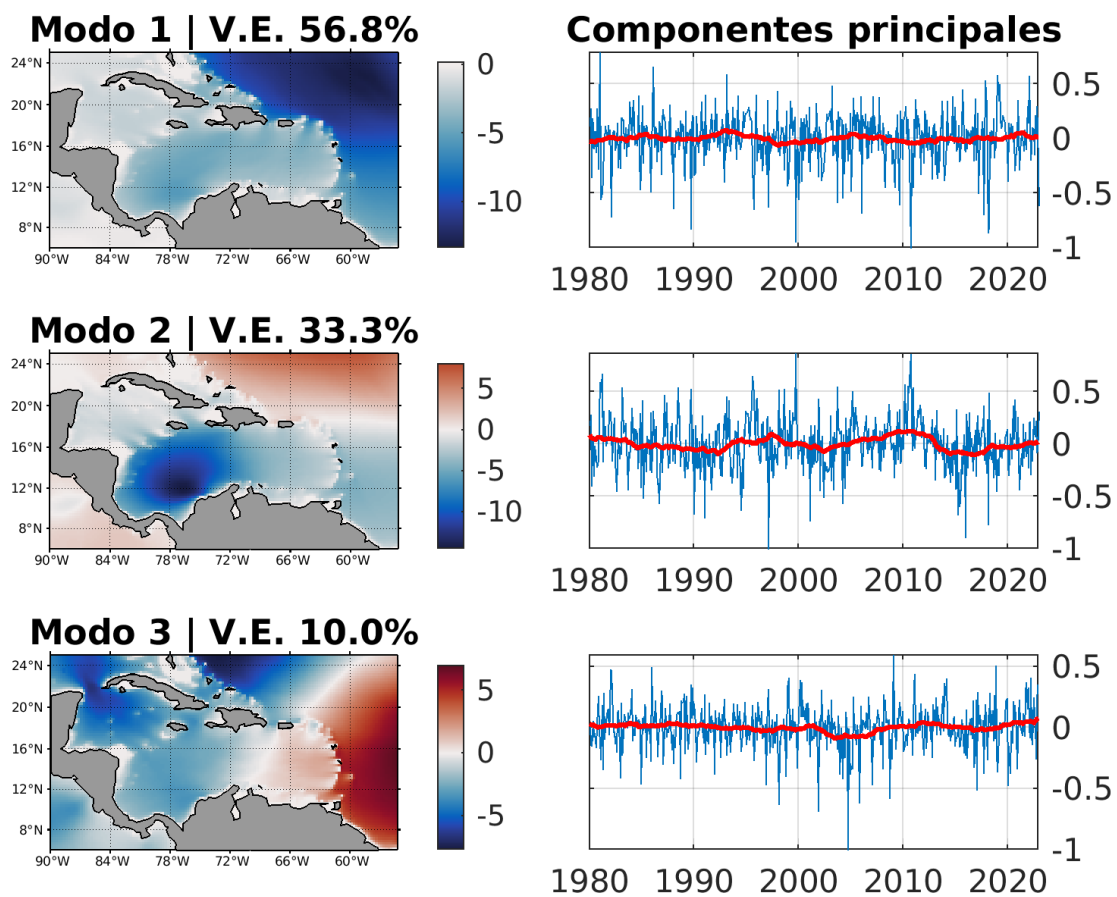 Modo 1 | V.E. 56.8%
Componentes principales
24°N
20°N
16°N
12°N
8°N
90°W 84°W 78°W 72°W 66°W 60°W
0
-5
-10
0.5
0
-0.5
-1
1980 1990 2000 2010 2020
Modo 2 | V.E. 33.3%
24°N
20°N
16°N
12°N
8°N
90°W 84°W 78°W 72°W 66°W 60°W
5
0
-5
-10
0.5
0
-0.5
-1
1980 1990 2000 2010 2020
Modo 3 | V.E. 10.0%
24°N
20°N
16°N
12°N
8°N
90°W 84°W 78°W 72°W 66°W 60°W
5
0
-5
0.5
0
-0.5
-1
1980 1990 2000 2010 2020